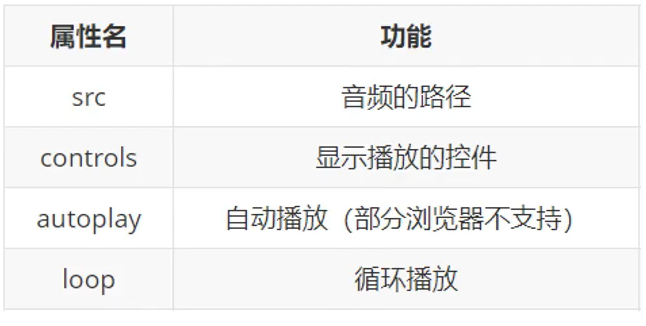 属性名 功能
src 音频的路径
controls 显示播放的控件
autoplay 自动播放（部分浏览器不支持）
loop 循环播放